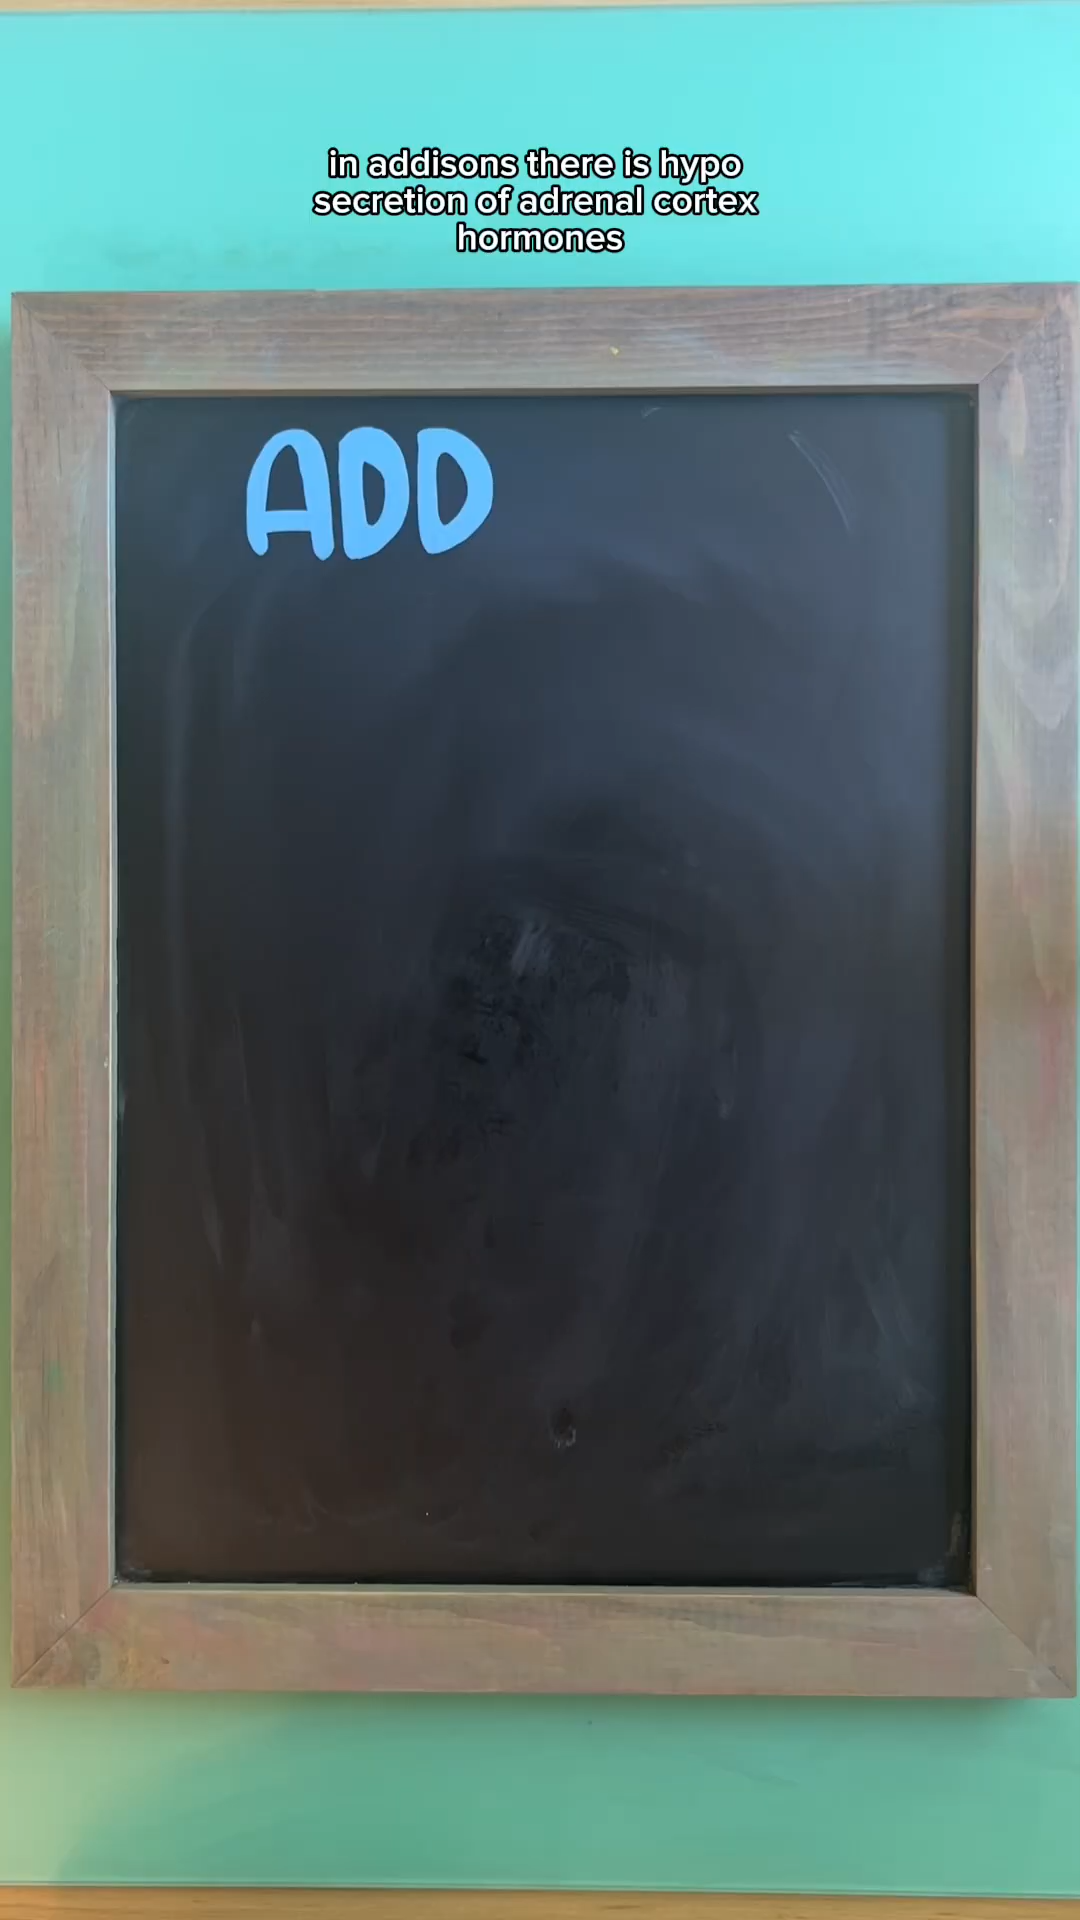 in addisons there is hypo
secretion of adrenal cortex
hormones
ADD